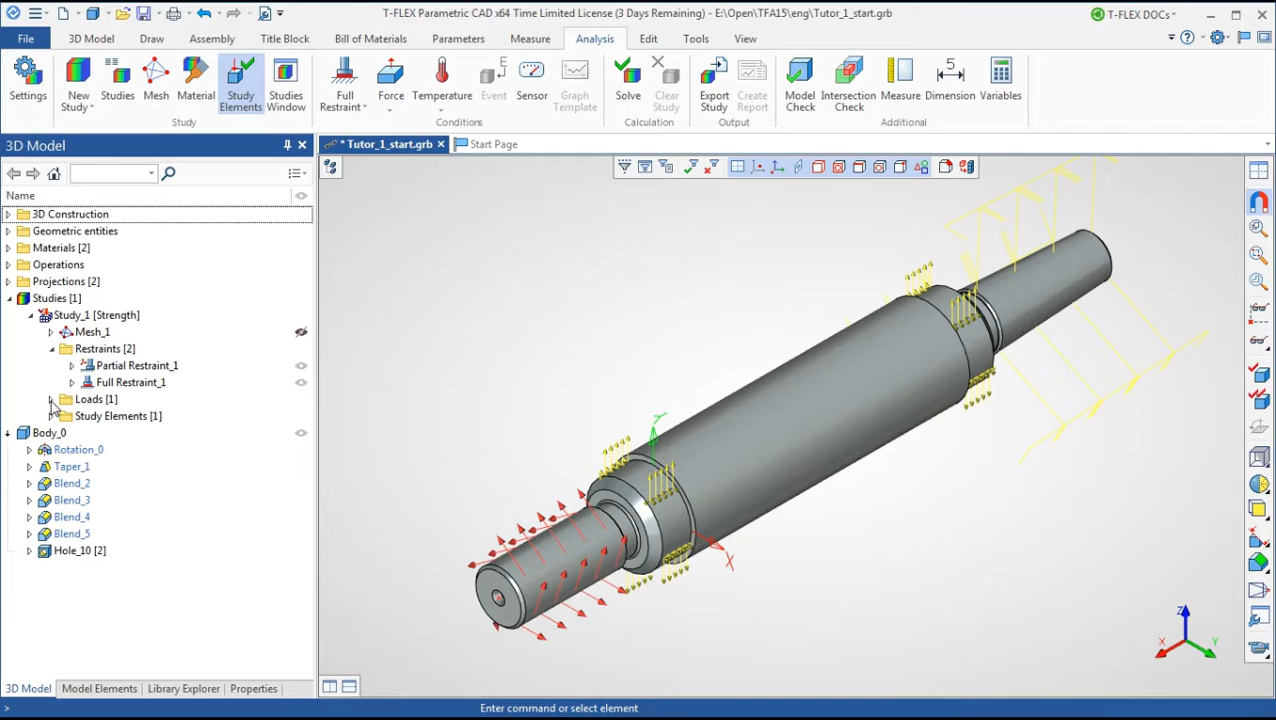 T-FLEX Parametric CAD x64 Time Limited License (3 Days Remaining) - E:\Open\TFA15\eng\Tutor_1_start.grb
T-FLEX DOCs
File 3D Model Draw Assembly Title Block Bill of Materials Parameters Measure Analysis Edit Tools View
Settings
New Study
Studies
Mesh
Material
Study Elements
Studies Window
Full Restraint
Force
Temperature
Event
Sensor
Graph Template
Solve
Clear Study
Export Study
Create Report
Model Check
Intersection Check
Measure
5
Dimension
Variables
Study Conditions Calculation Output Additional
3D Model
* Tutor_1_start.grb
Start Page
Name
3D Construction
Geometric entities
Materials [2]
Operations
Projections [2]
Studies [1]
Study_1 [Strength]
Mesh_1
Restraints [2]
Partial Restraint_1
Full Restraint_1
Loads [1]
Study Elements [1]
Body_0
Rotation_0
Taper_1
Blend_2
Blend_3
Blend_4
Blend_5
Hole_10 [2]
Y
X
Z
X
Y
3D Model Model Elements Library Explorer Properties
> Enter command or select element